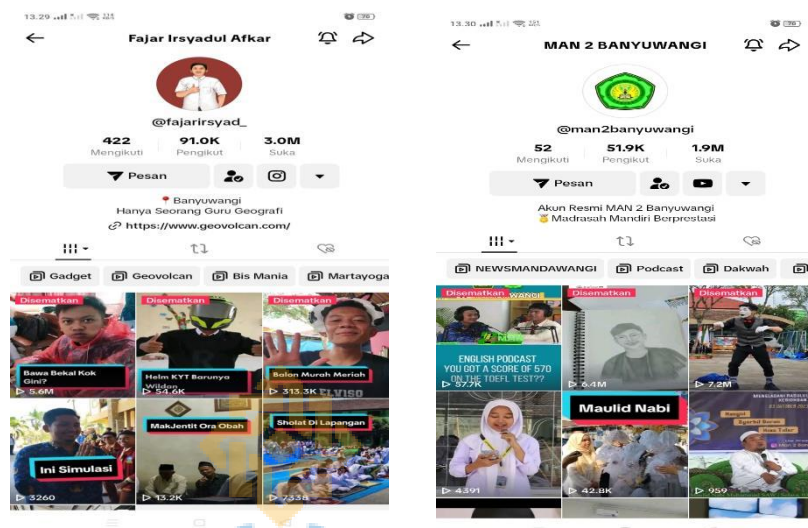 13.29
Fajar Irsyadul Afkar
@fajarirsyad_
422 91.0K 3.0M
Mengikuti Pengikut Suka
Pesan
Banyuwangi
Hanya Seorang Guru Geografi
https://www.geovolcan.com/
Gadget Geovolcan Bis Mania Martayoga
Disematkan Disematkan Disematkan
Bawa Bekal Kok
Gini?
5.6M
Helm KYT Barunya
Wildan
54.6K
Balon Murah Meriah
313.3K
ELVISO
Ini Simulasi
3260
MakJentit Ora Obah
13.2K
Sholat Di Lapangan
7338
13.30
MAN 2 BANYUWANGI
@man2banyuwangi
52 51.9K 1.9M
Mengikuti Pengikut Suka
Pesan
Akun Resmi MAN 2 Banyuwangi
Madrasah Mandiri Berprestasi
NEWSMANDAWANGI Podcast Dakwah
Disematkan Disematkan Disematkan
WANGI
ENGLISH PODCAST
YOU GOT A SCORE OF 570
ON THE TOEFL TEST??
57.7K
6.4M
7.2M
4391
Maulid Nabi
42.8K
959